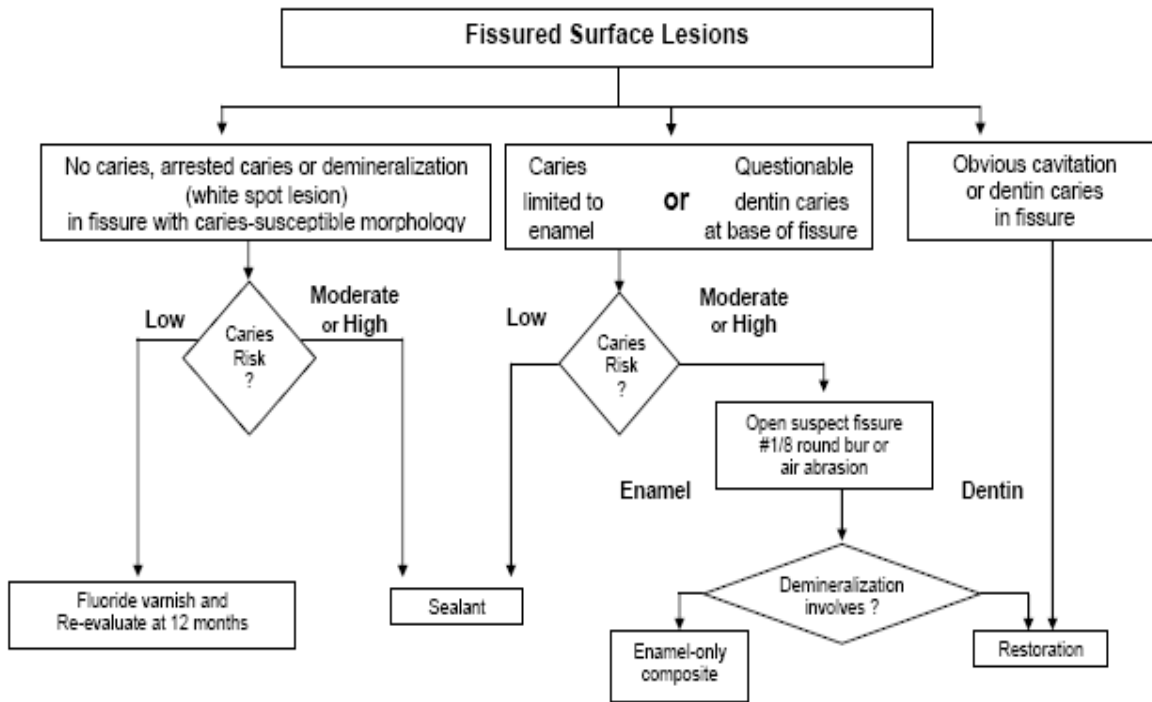 Fissured Surface Lesions
No caries, arrested caries or demineralization
(white spot lesion)
in fissure with caries-susceptible morphology
Caries
limited to
enamel
or
Questionable
dentin caries
at base of fissure
Obvious cavitation
or dentin caries
in fissure
Low
Caries
Risk
?
Moderate
or High
Low
Caries
Risk
?
Moderate
or High
Open suspect fissure
#1/8 round bur or
air abrasion
Enamel
Dentin
Demineralization
involves ?
Fluoride varnish and
Re-evaluate at 12 months
Sealant
Enamel-only
composite
Restoration